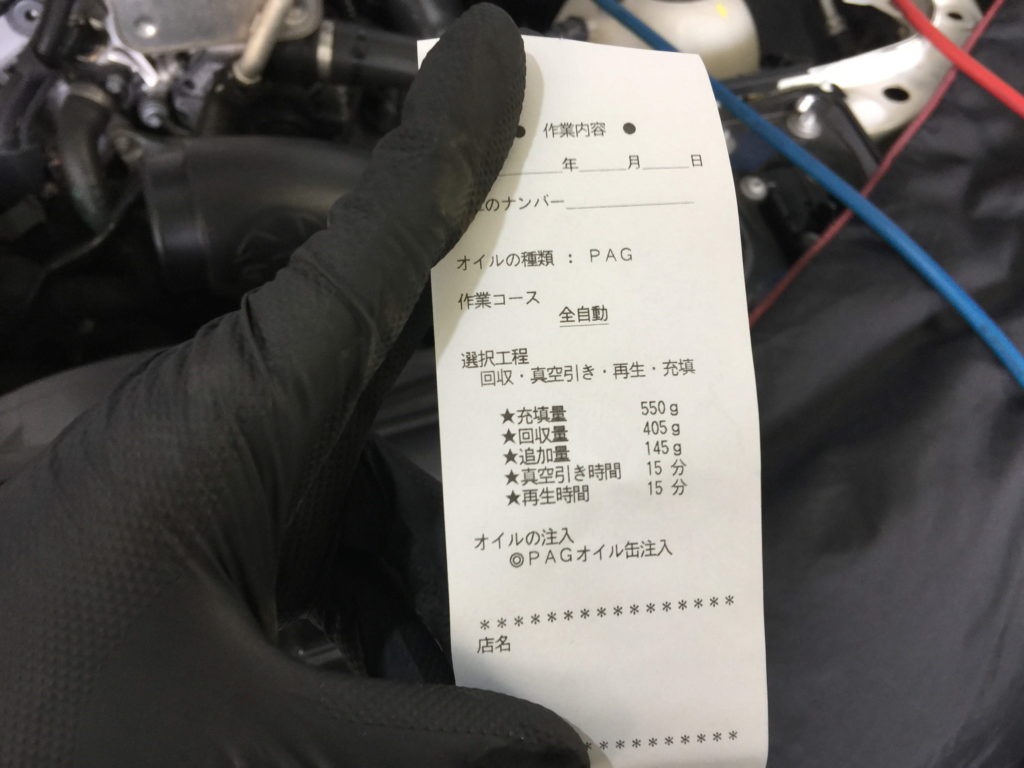 ● 作業内容 ●
年 月 日
のナンバー
オイルの種類 : PAG
作業コース
全自動
選択工程
回収・真空引き・再生・充填
★充填量 550g
★回収量 405g
★追加量 145g
★真空引き時間 15 分
★再生時間 15 分
オイルの注入
◎PAGオイル缶注入
****************
店名
**********